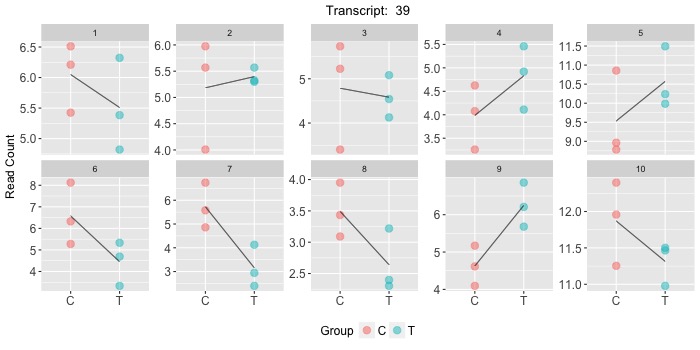 Transcript: 39
1 2 3 4 5
6.5 6.0 5.5 5.0
6.0 5.5 5.0 4.5 4.0
5 4
5.5 5.0 4.5 4.0 3.5
11.5 11.0 10.5 10.0 9.5 9.0
Read Count
6 7 8 9 10
8 7 6 5 4
6 5 4 3
4.0 3.5 3.0 2.5
6 5 4
12.0 11.5 11.0
C T C T C T C T C T
Group C T